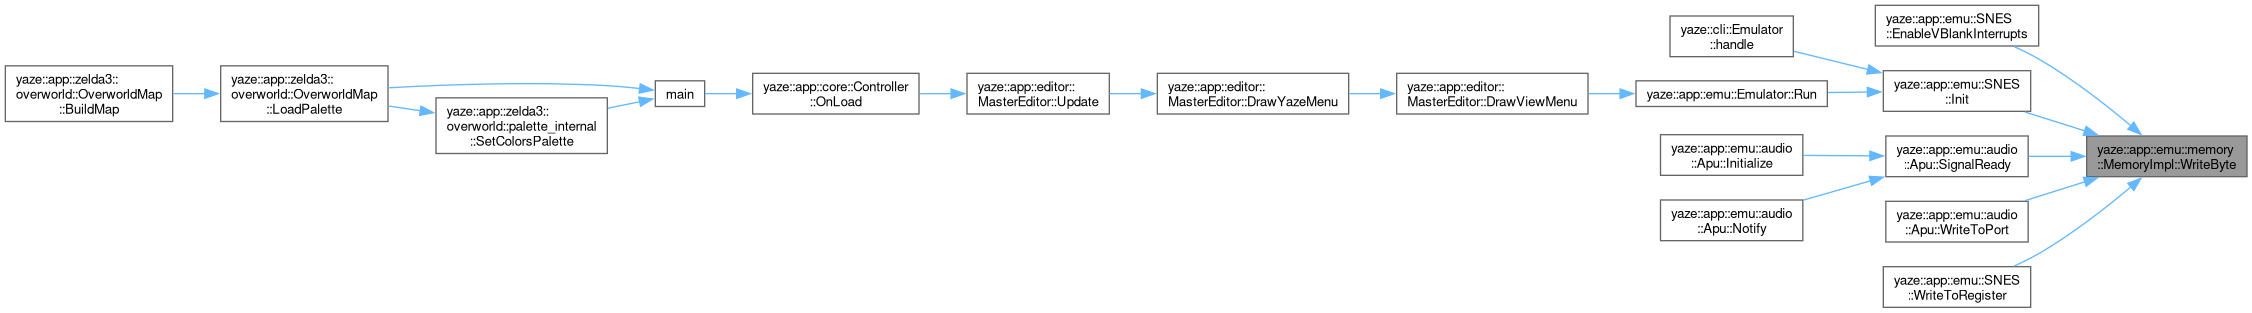 yaze::app::zelda3::
overworld::OverworldMap
::BuildMap
yaze::app::zelda3::
overworld::OverworldMap
::LoadPalette
yaze::app::zelda3::
overworld::palette_internal
::SetColorsPalette
main
yaze::app::core::Controller
::OnLoad
yaze::app::editor::
MasterEditor::Update
yaze::app::editor::
MasterEditor::DrawYazeMenu
yaze::app::editor::
MasterEditor::DrawViewMenu
yaze::cli::Emulator
::handle
yaze::app::emu::Emulator::Run
yaze::app::emu::audio
::Apu::Initialize
yaze::app::emu::audio
::Apu::Notify
yaze::app::emu::SNES
::EnableVBlankInterrupts
yaze::app::emu::SNES
::Init
yaze::app::emu::audio
::Apu::SignalReady
yaze::app::emu::audio
::Apu::WriteToPort
yaze::app::emu::SNES
::WriteToRegister
yaze::app::emu::memory
::MemoryImpl::WriteByte